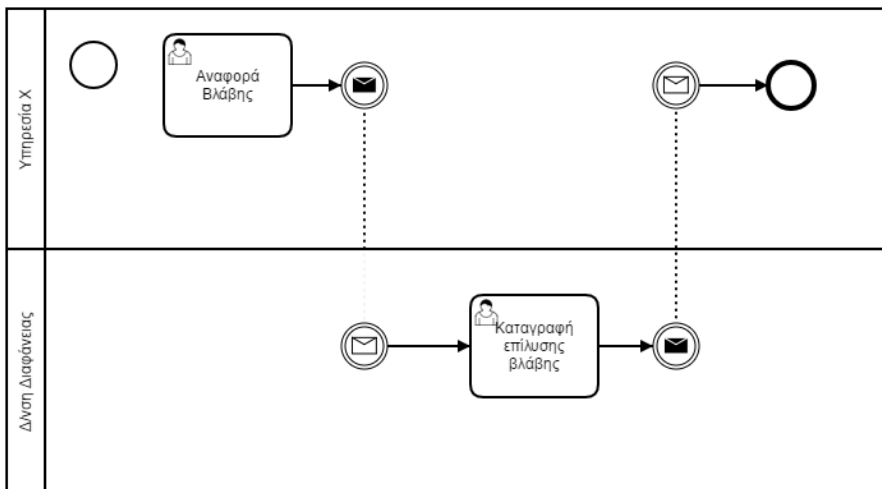 Υπηρεσία Χ
Αναφορά
Βλάβης
Δ/νση Διαφάνειας
Καταγραφή
επίλυσης
βλάβης